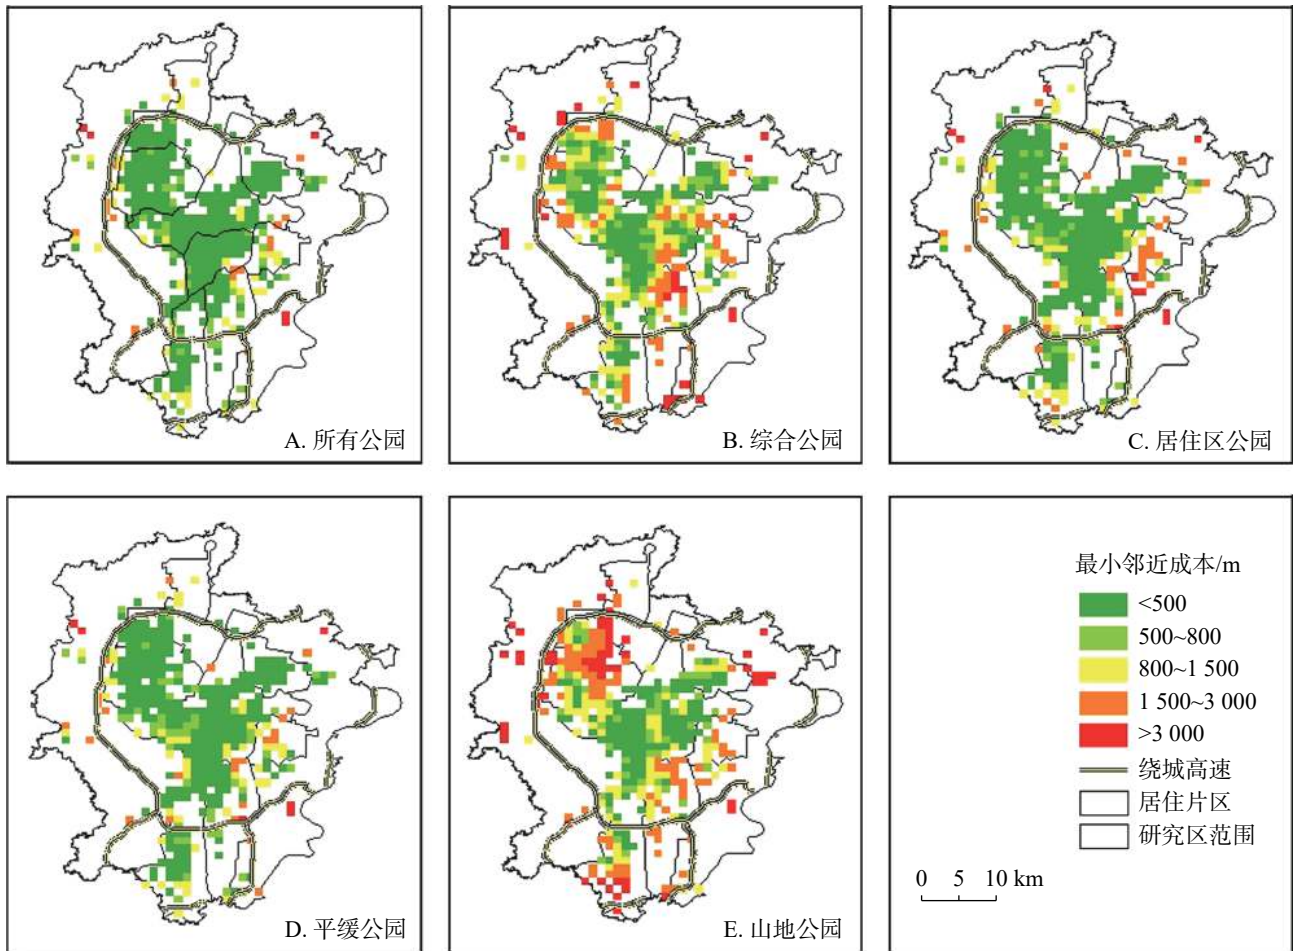 A. 所有公园
B. 综合公园
C. 居住区公园
D. 平缓公园
E. 山地公园
最小邻近成本/m
<500
500~800
800~1 500
1 500~3 000
>3 000
绕城高速
居住片区
研究区范围
0 5 10 km